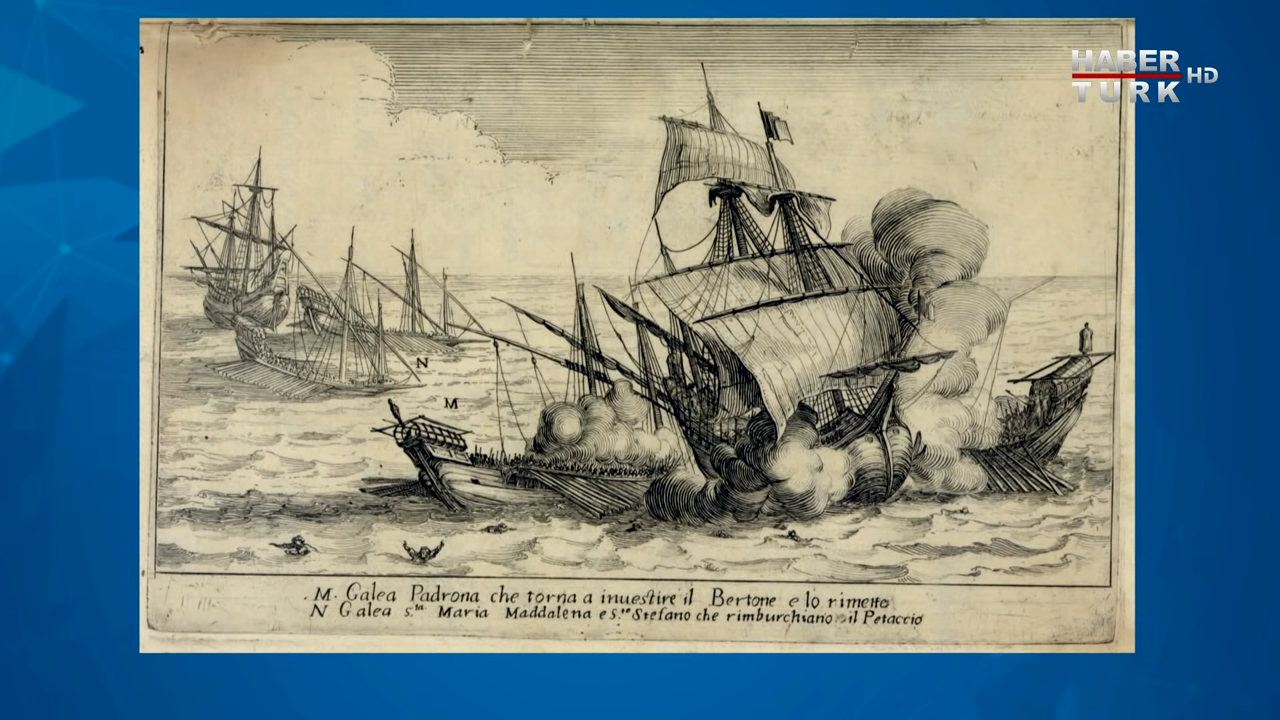 HABER HD
TURK
N
M
M. Galea Padrona che torna a inuestire il Bertone e lo rimette
N Galea S.ta Maria Maddalena e S.to Stefano che rimburchiano il Petaccio